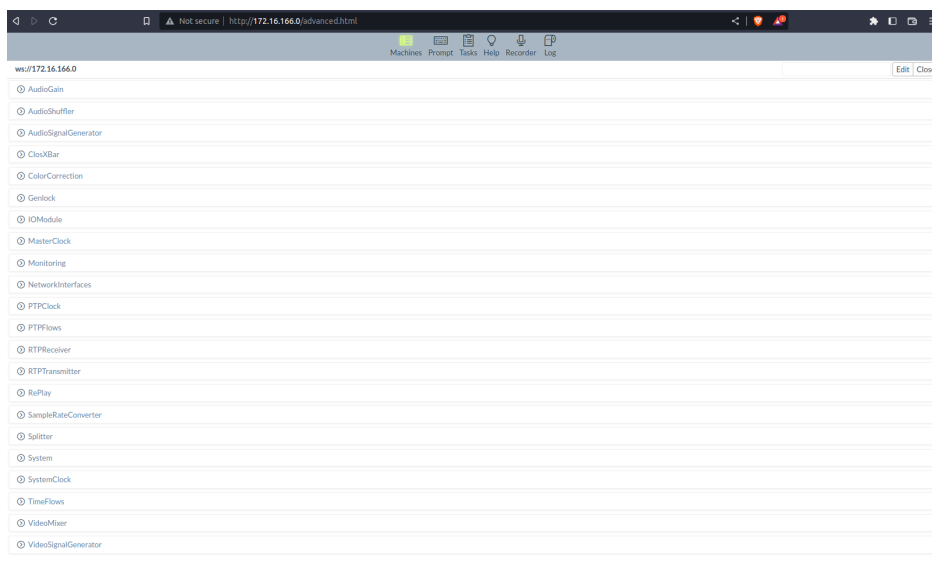 Not secure http://172.16.166.0/advanced.html
Machines Prompt Tasks Help Recorder Log
ws://172.16.166.0 Edit Close
AudioGain
AudioShuffler
AudioSignalGenerator
ClosXBar
ColorCorrection
Genlock
IOModule
MasterClock
Monitoring
NetworkInterfaces
PTPClock
PTPFlows
RTPReceiver
RTPTransmitter
RePlay
SampleRateConverter
Splitter
System
SystemClock
TimeFlows
VideoMixer
VideoSignalGenerator